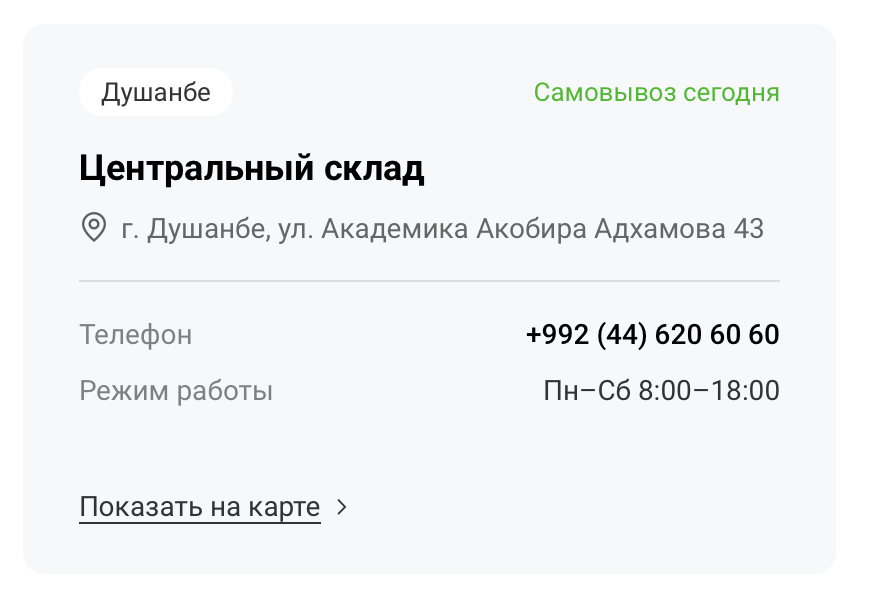 Душанбе
Самовывоз сегодня
Центральный склад
г. Душанбе, ул. Академика Акобира Адхамова 43
Телефон +992 (44) 620 60 60
Режим работы Пн–Сб 8:00–18:00
Показать на карте